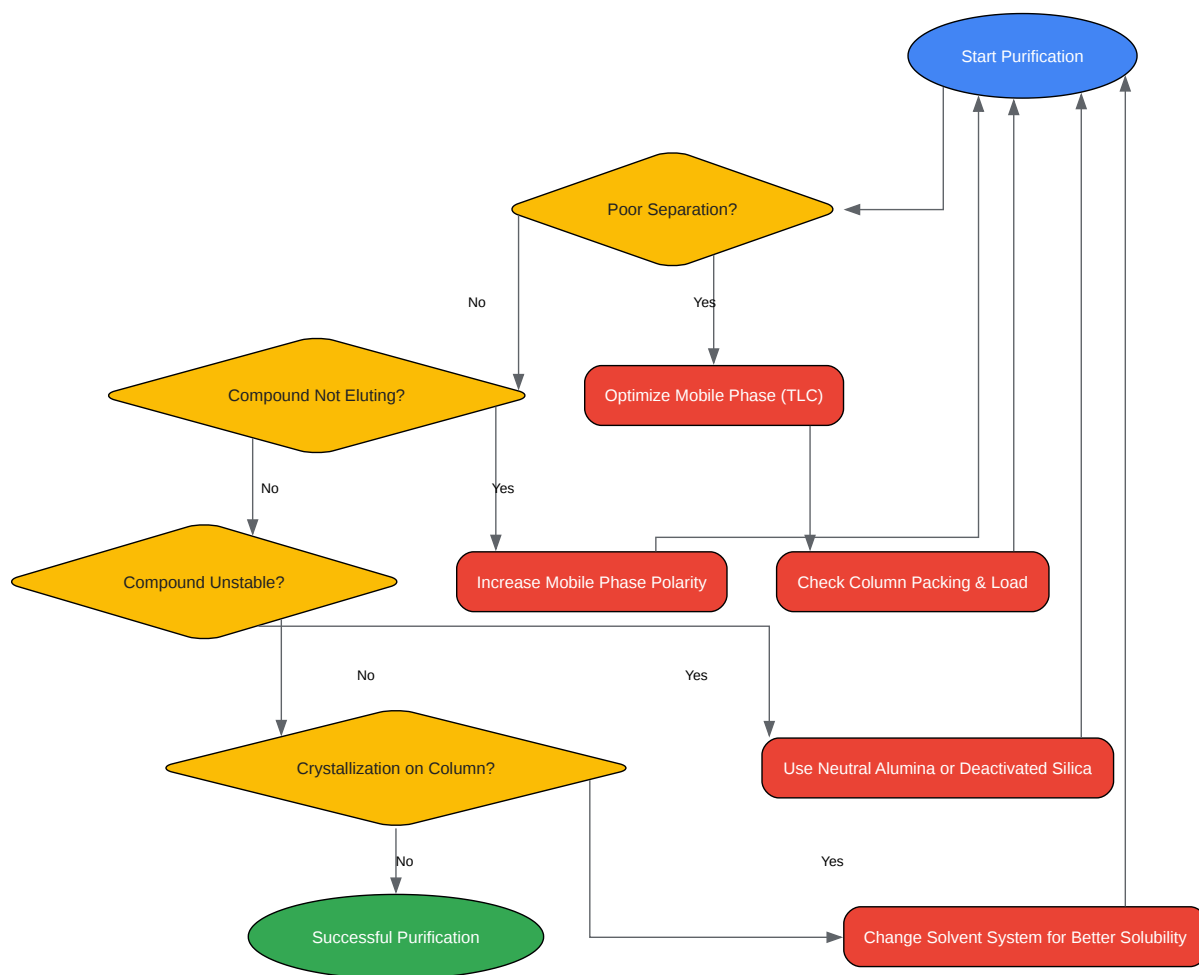 Start Purification
Poor Separation?
No
Yes
Compound Not Eluting?
Optimize Mobile Phase (TLC)
No
Yes
Compound Unstable?
Increase Mobile Phase Polarity
Check Column Packing & Load
No
Yes
Crystallization on Column?
Use Neutral Alumina or Deactivated Silica
No
Yes
Successful Purification
Change Solvent System for Better Solubility